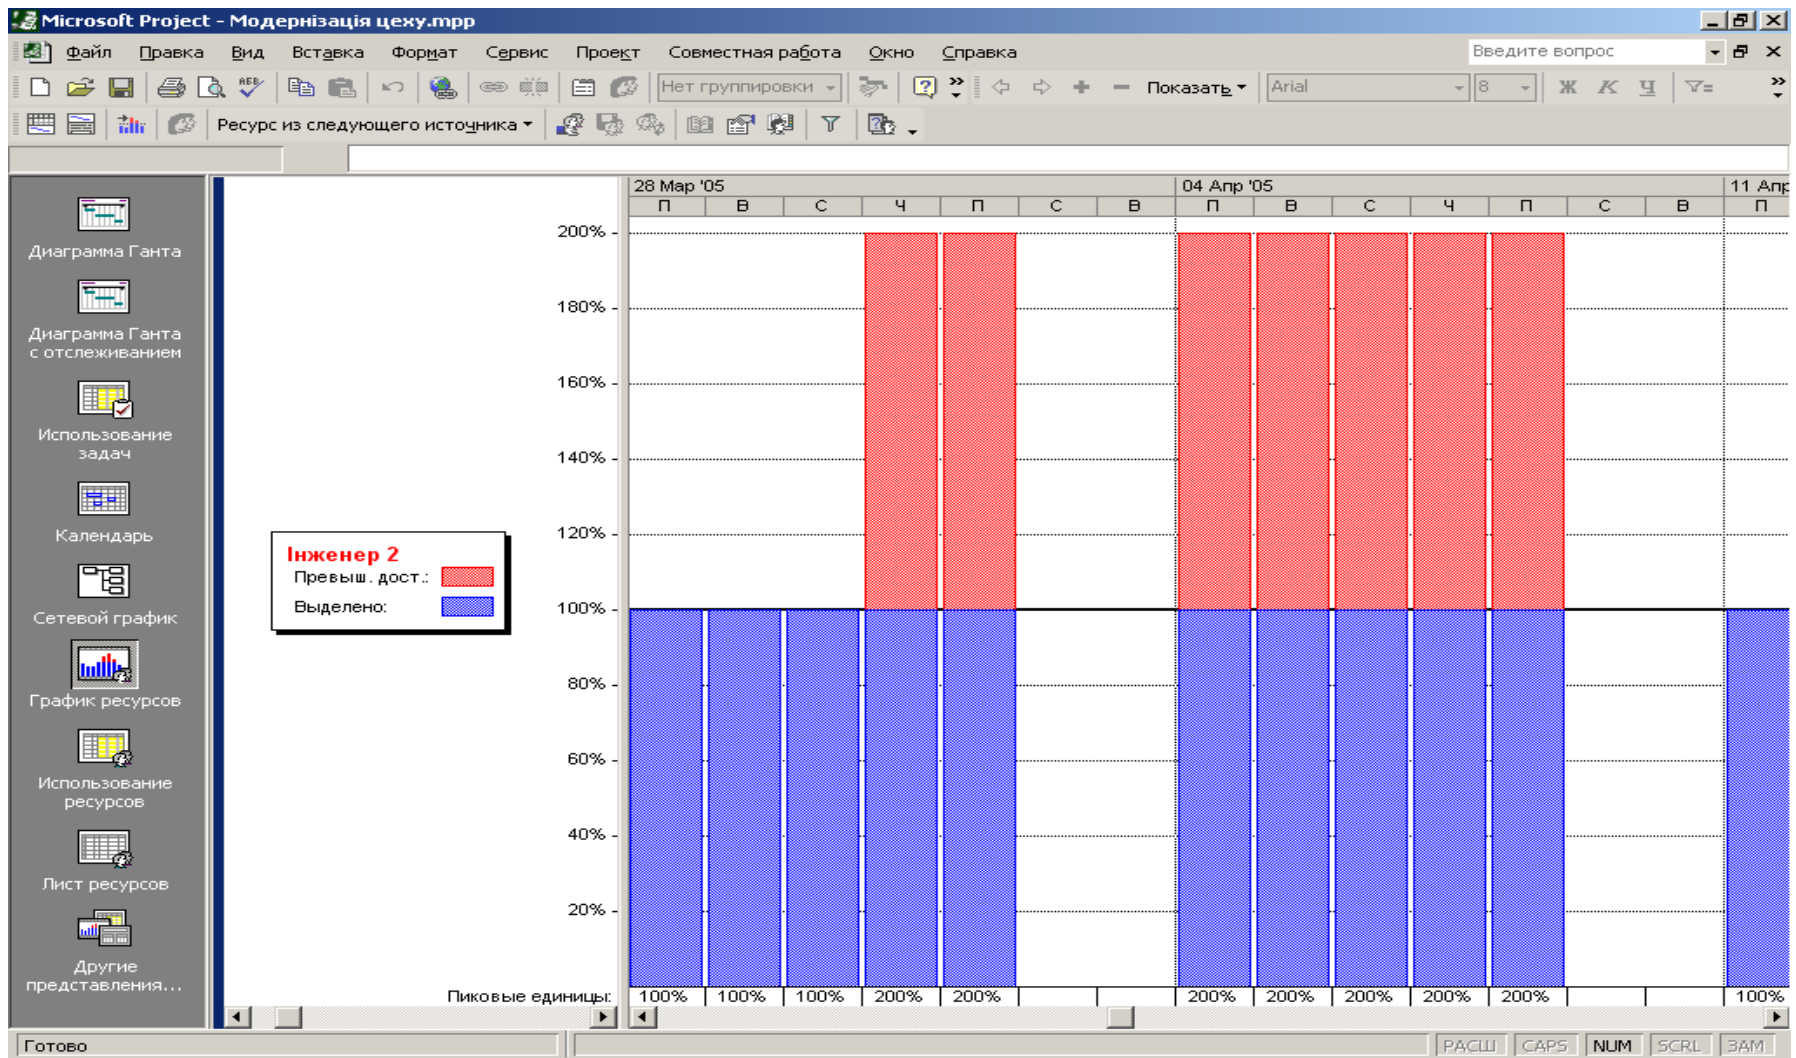 Microsoft Project - Модернізація цеху.mpp
Файл Правка Вид Вставка Формат Сервис Проект Совместная работа Окно Справка Введите вопрос
Нет группировки Показать Arial 8 Ж К Ч
Ресурс из следующего источника
28 Мар '05 04 Апр '05 11 Апр
П В С Ч П С В П В С Ч П С В П
Диаграмма Ганта
Диаграмма Ганта
с отслеживанием
Использование
задач
Календарь
Сетевой график
График ресурсов
Использование
ресурсов
Лист ресурсов
Другие
представления...
Інженер 2
Превыш. дост.:
Выделено:
200%
180%
160%
140%
120%
100%
80%
60%
40%
20%
Пиковые единицы: 100% 100% 100% 200% 200% 200% 200% 200% 200% 200% 100%
Готово РАСШ CAPS NUM SCRL ЗАМ